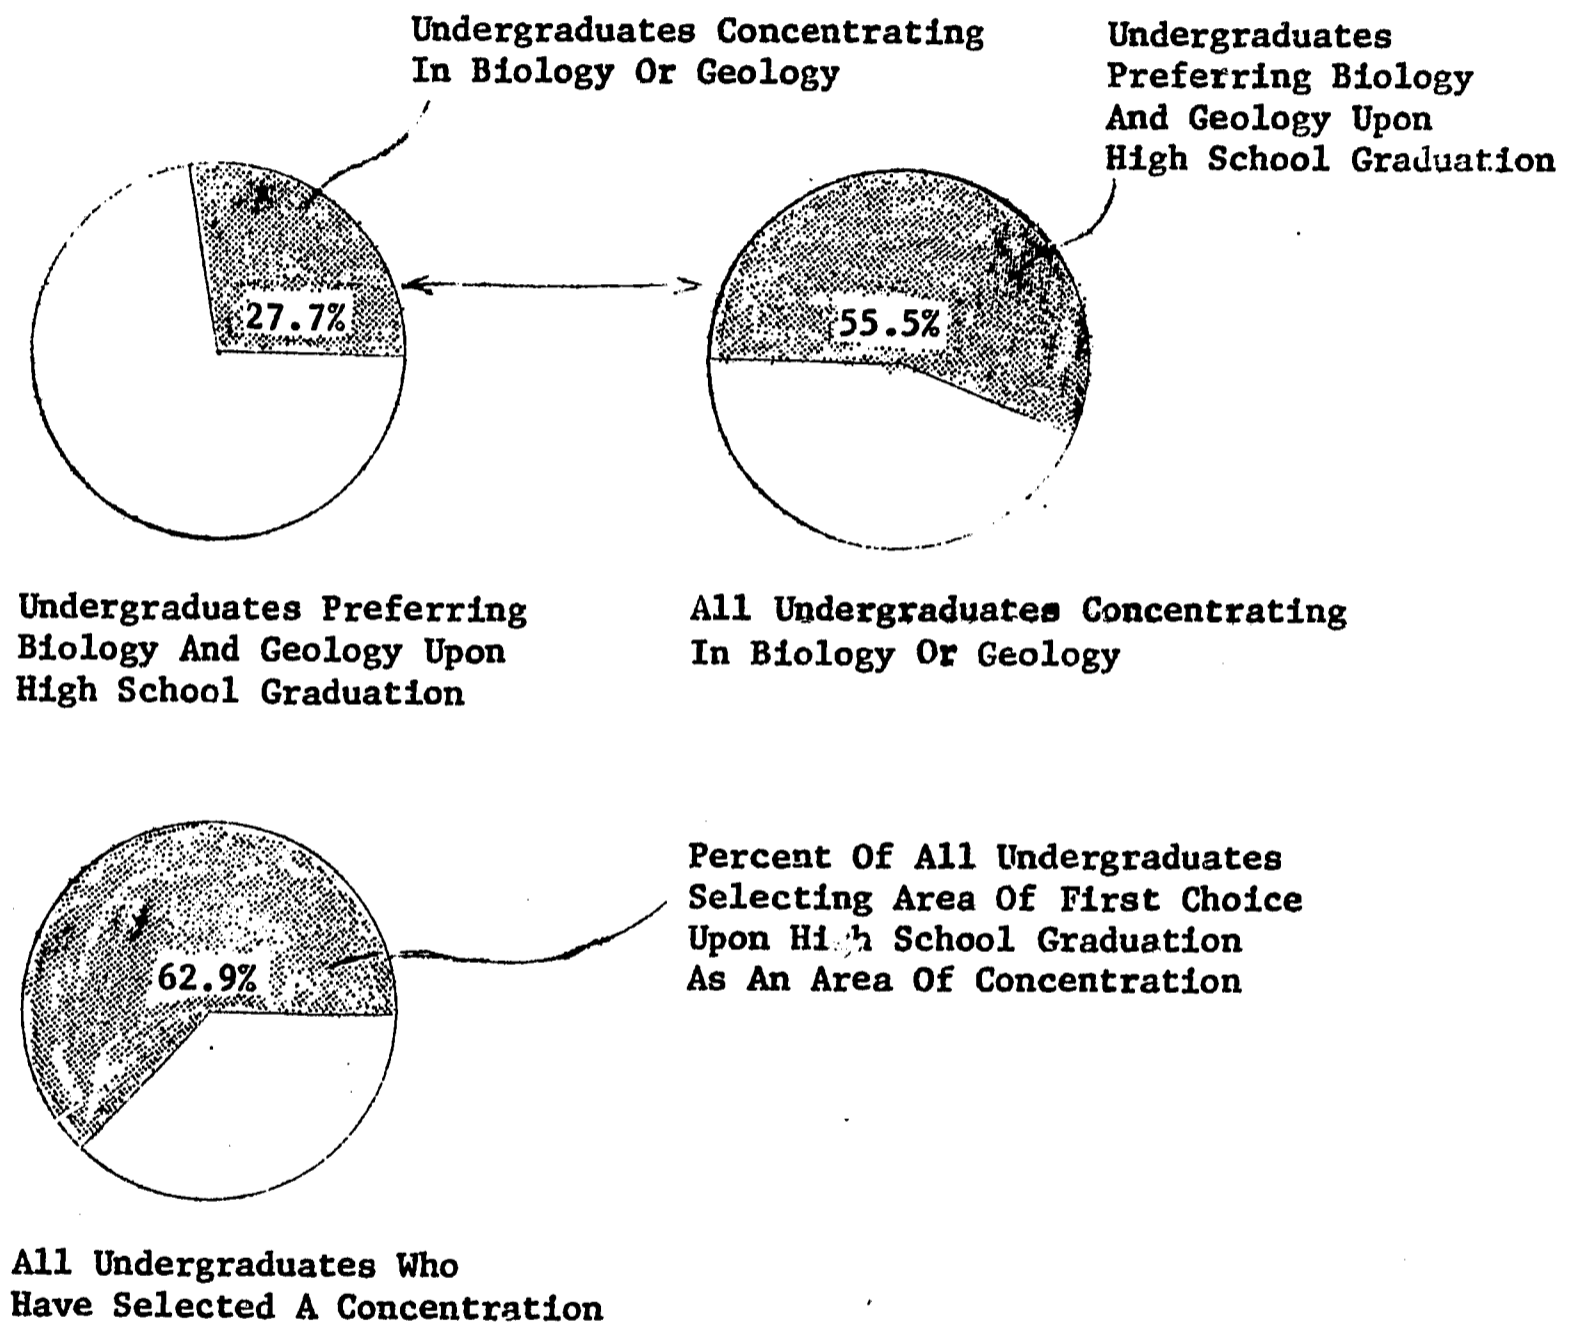 Undergraduates Concentrating
In Biology Or Geology
Undergraduates
Preferring Biology
And Geology Upon
High School Graduation
27.7%
55.5%
Undergraduates Preferring
Biology And Geology Upon
High School Graduation
All Undergraduates Concentrating
In Biology Or Geology
62.9%
Percent Of All Undergraduates
Selecting Area Of First Choice
Upon High School Graduation
As An Area Of Concentration
All Undergraduates Who
Have Selected A Concentration